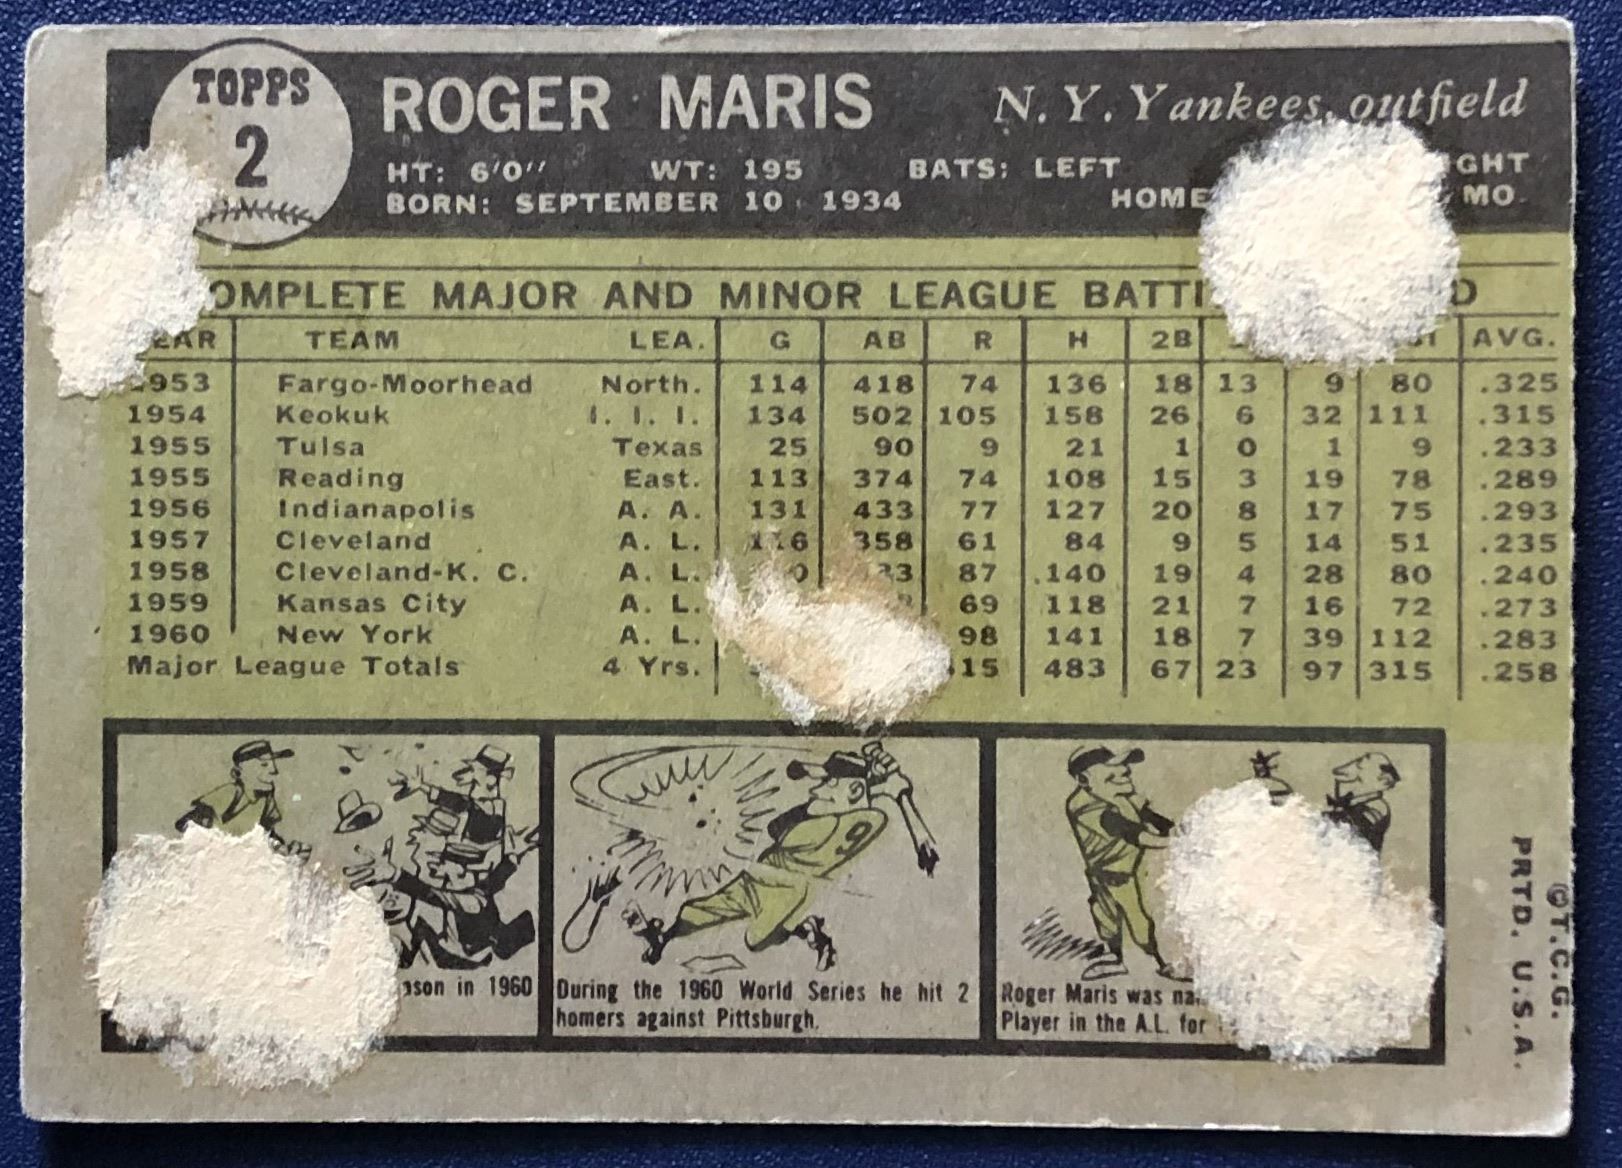 TOPPS
2
ROGER MARIS
N. Y. Yankees, outfield
HT: 6'0" WT: 195 BATS: LEFT
BORN: SEPTEMBER 10 1934 HOME MO.
MAJOR AND MINOR LEAGUE
TEAM LEA. G AB R H 2B AVG.
Fargo-Moorhead North. 114 418 74 136 18 13 9 80 .325
1954 Keokuk I. I. I. 134 502 105 158 26 6 32 111 .315
1955 Tulsa Texas 25 90 9 21 1 0 1 9 .233
1955 Reading East. 113 374 74 108 15 3 19 78 .289
1956 Indianapolis A. A. 131 433 77 127 20 8 17 75 .293
1957 Cleveland A. L. 116 358 61 84 9 5 14 51 .235
1958 Cleveland-K. C. A. L. 87 .140 19 4 28 80 .240
1959 Kansas City A. L. 69 118 21 7 16 72 .273
1960 New York A. L. 98 141 18 7 39 112 .283
Major League Totals 4 Yrs. 483 67 23 97 315 .258
9
in 1960
During the 1960 World Series he hit 2
homers against Pittsburgh.
Roger Maris was
Player in the A.L. for
©T.C.G.
PRTD. U.S.A.